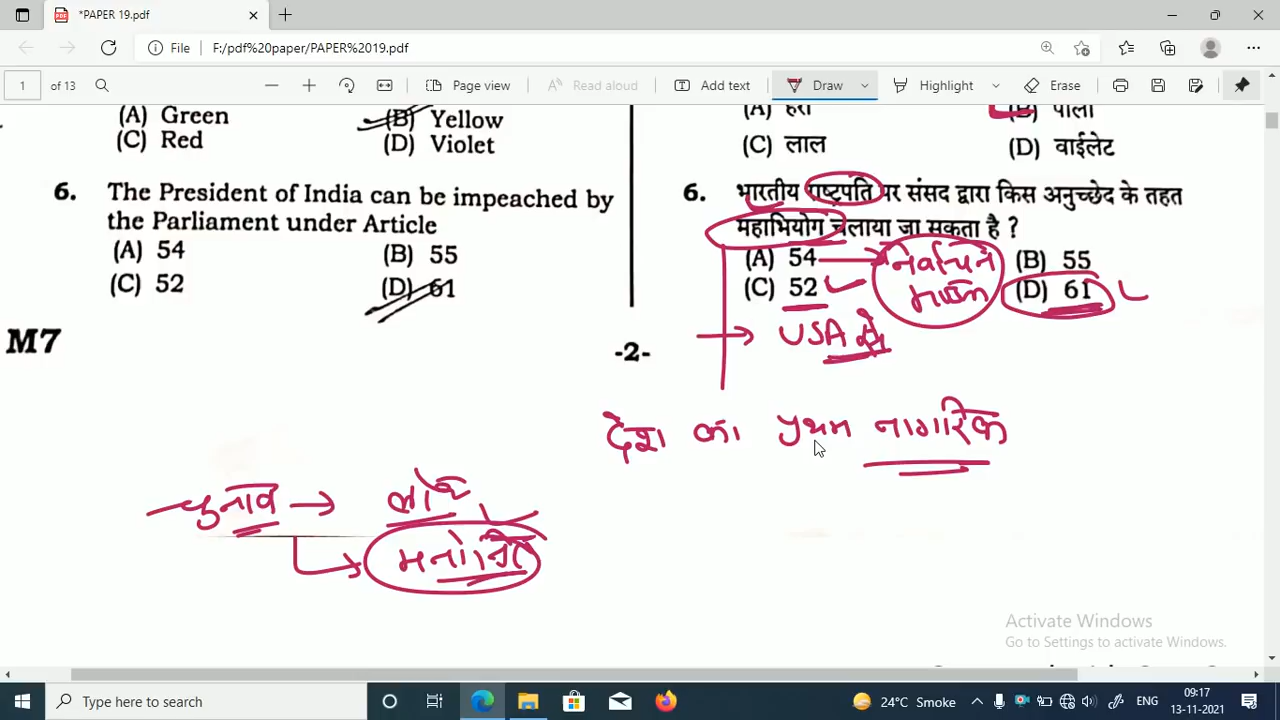 *PAPER 19.pdf
File F:/pdf%20paper/PAPER%2019.pdf
1 of 13 Page view Read aloud Add text Draw Highlight Erase
(A) Green (B) Yellow
(C) Red (D) Violet
6. The President of India can be impeached by
the Parliament under Article
(A) 54 (B) 55
(C) 52 (D) 61
M7
-2-
(A) हरा (B) पीला
(C) लाल (D) वाईलेट
6. भारतीय राष्ट्रपति पर संसद द्वारा किस अनुच्छेद के तहत
महाभियोग चलाया जा सकता है ?
(A) 54 (B) 55
(C) 52 (D) 61
निर्वाचन
USA से
देश का प्रथम नागरिक
चुनाव → लोक
Activate Windows
Go to Settings to activate Windows.
Type here to search
24°C Smoke ENG 09:17
13-11-2021